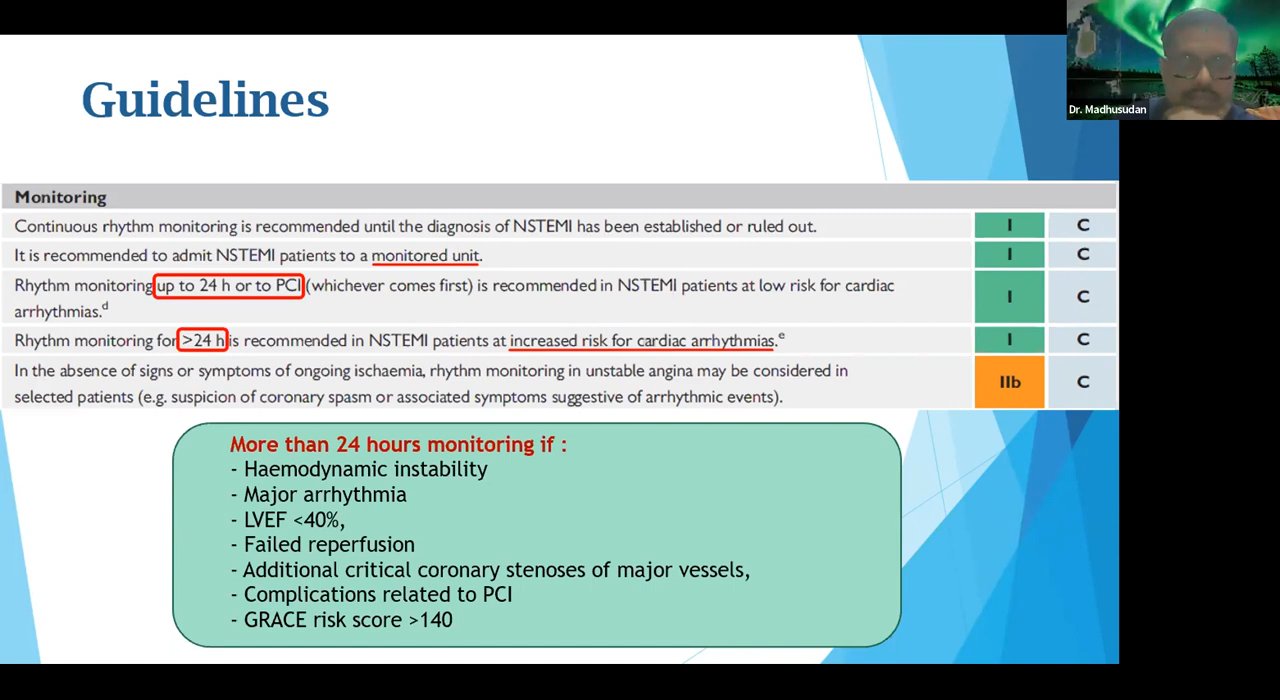 Guidelines
Dr. Madhusudan
Monitoring
Continuous rhythm monitoring is recommended until the diagnosis of NSTEMI has been established or ruled out. I C
It is recommended to admit NSTEMI patients to a monitored unit. I C
Rhythm monitoring up to 24 h or to PCI (whichever comes first) is recommended in NSTEMI patients at low risk for cardiac
arrhythmias.d I C
Rhythm monitoring for >24 h is recommended in NSTEMI patients at increased risk for cardiac arrhythmias.e I C
In the absence of signs or symptoms of ongoing ischaemia, rhythm monitoring in unstable angina may be considered in
selected patients (e.g. suspicion of coronary spasm or associated symptoms suggestive of arrhythmic events). IIb C
More than 24 hours monitoring if :
- Haemodynamic instability
- Major arrhythmia
- LVEF <40%,
- Failed reperfusion
- Additional critical coronary stenoses of major vessels,
- Complications related to PCI
- GRACE risk score >140